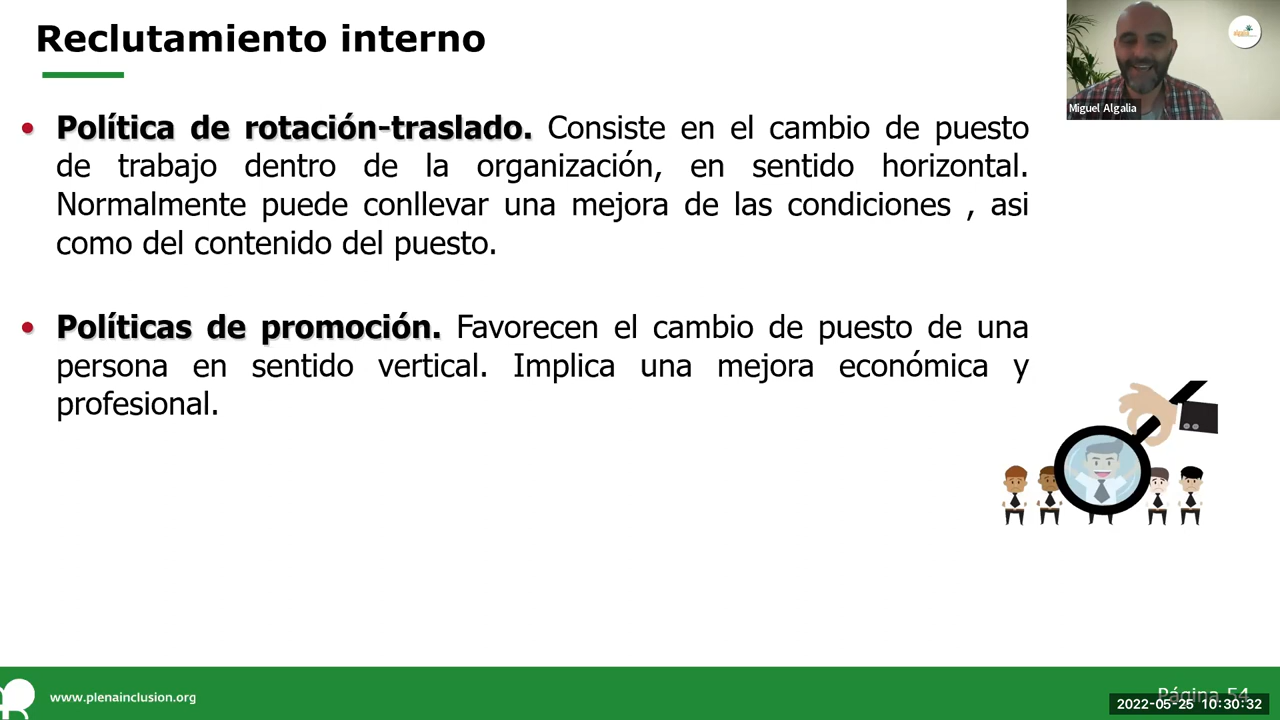 Reclutamiento interno
Miguel Algalia
• Política de rotación-traslado. Consiste en el cambio de puesto
de trabajo dentro de la organización, en sentido horizontal.
Normalmente puede conllevar una mejora de las condiciones , asi
como del contenido del puesto.
• Políticas de promoción. Favorecen el cambio de puesto de una
persona en sentido vertical. Implica una mejora económica y
profesional.
www.plenainclusion.org
Página 54
2022-05-25 10:30:32